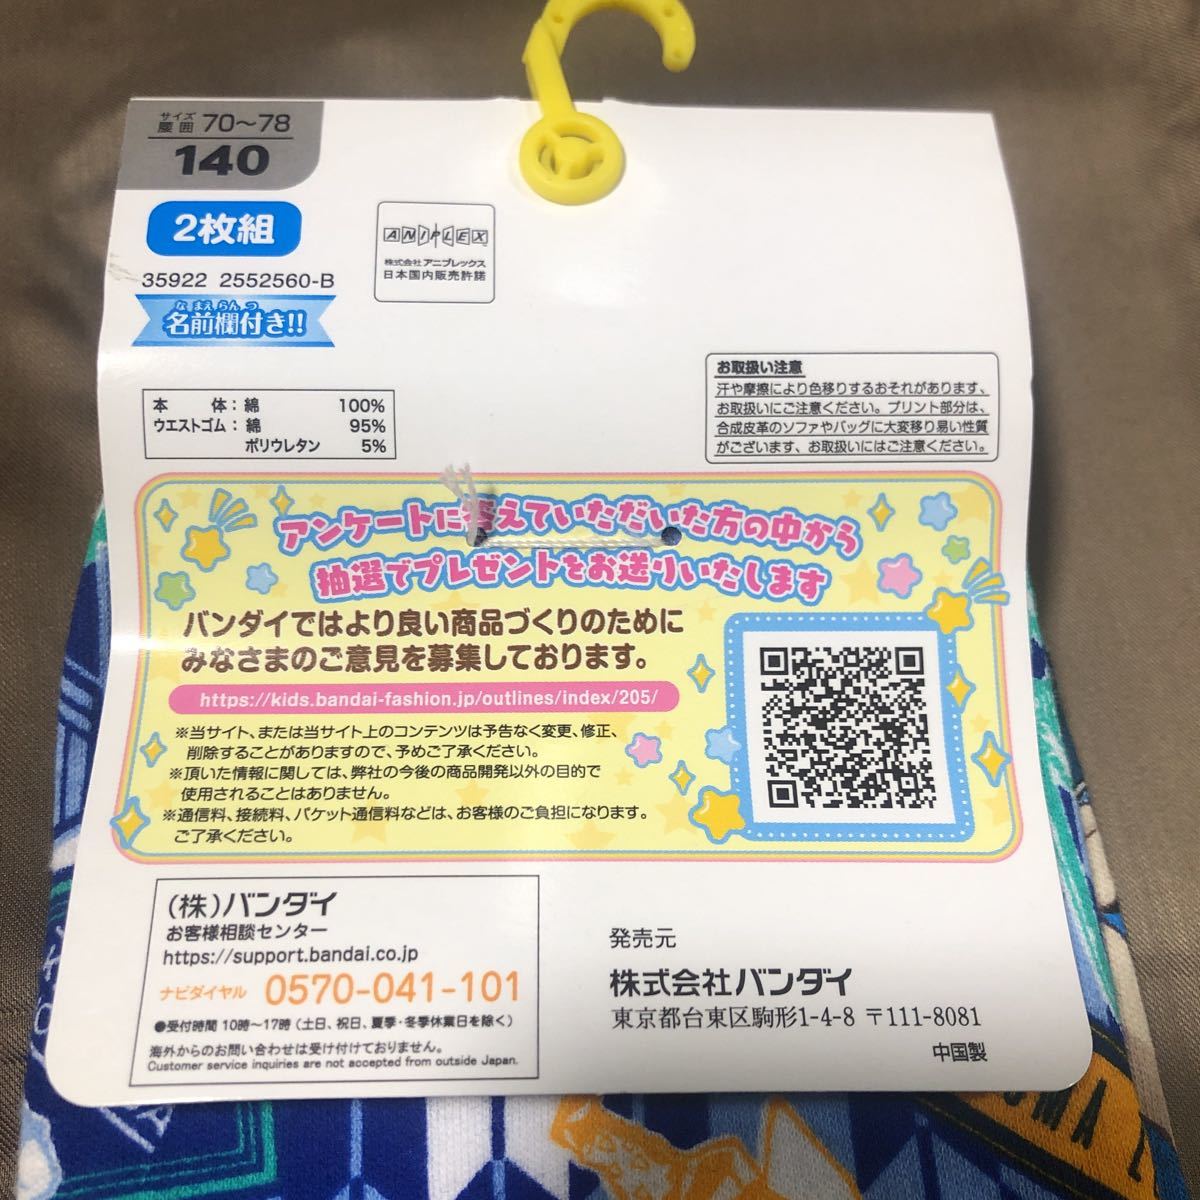 サイズ
腰囲 70～78
140
2枚組
35922 2552560-B
なまえらんつ
名前欄付き!!
ANIPLEX
株式会社アニプレックス
日本国内販売許諾
本　体：綿　100%
ウエストゴム：綿　95%
ポリウレタン　5%
お取扱い注意
汗や摩擦により色移りするおそれがあります、
お取扱いにご注意ください。プリント部分は、
合成皮革のソファやバッグに大変移り易い性質
がございます、お取扱いにはご注意ください。
アンケートに答えていただいた方の中から
抽選でプレゼントをお送りいたします
バンダイではより良い商品づくりのために
みなさまのご意見を募集しております。
https://kids.bandai-fashion.jp/outlines/index/205/
※当サイト、または当サイト上のコンテンツは予告なく変更、修正、
削除することがありますので、予めご了承ください。
※頂いた情報に関しては、弊社の今後の商品開発以外の目的で
使用されることはありません。
※通信料、接続料、パケット通信料などは、お客様のご負担になります。
ご了承ください。
(株)バンダイ
お客様相談センター
https://support.bandai.co.jp
ナビダイヤル 0570-041-101
●受付時間 10時～17時（土日、祝日、夏季・冬季休業日を除く）
海外からのお問い合わせは受け付けておりません。
Customer service inquiries are not accepted from outside Japan.
発売元
株式会社バンダイ
東京都台東区駒形1-4-8 〒111-8081
中国製